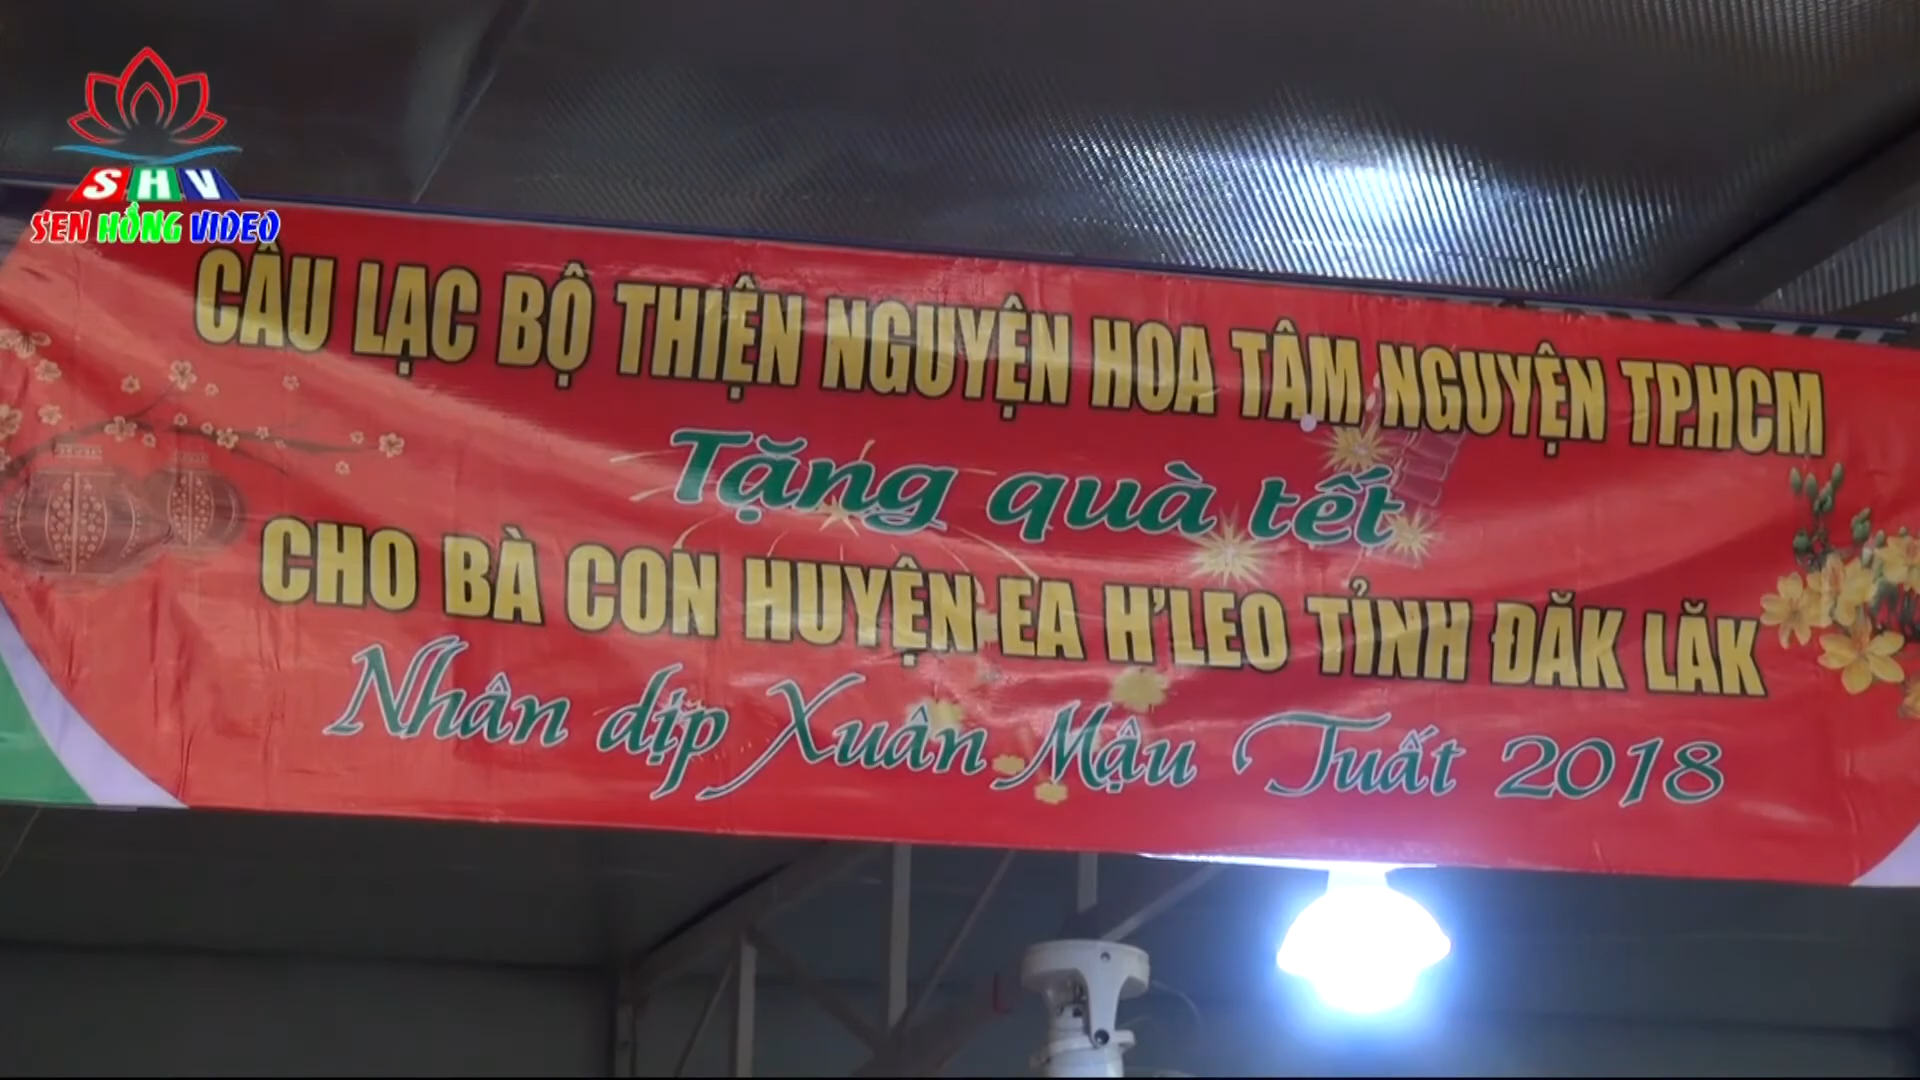 SHV
SEN HỒNG VIDEO
CÂU LẠC BỘ THIỆN NGUYỆN HOA TÂM NGUYỆN TP.HCM
Tặng quà tết
CHO BÀ CON HUYỆN EA H'LEO TỈNH ĐĂK LĂK
Nhân dịp Xuân Mậu Tuất 2018